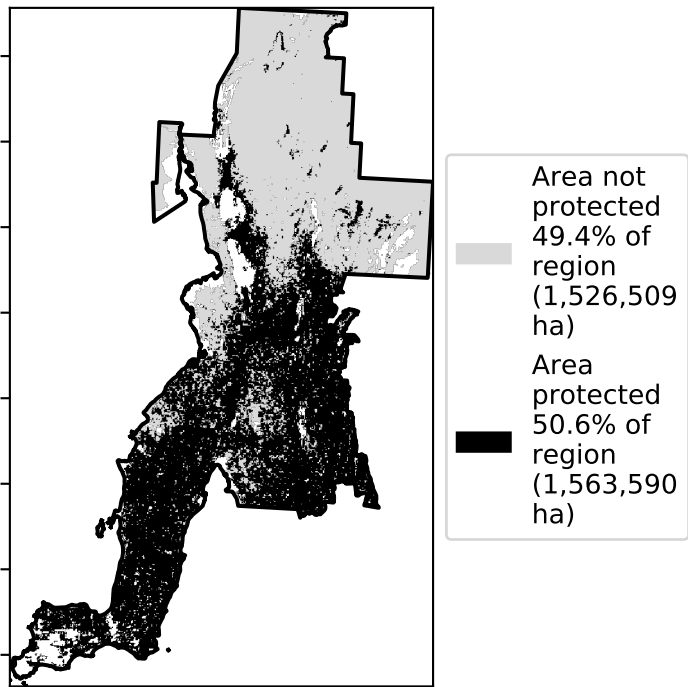 Area not
protected
49.4% of
region
(1,526,509
ha)
Area
protected
50.6% of
region
(1,563,590
ha)